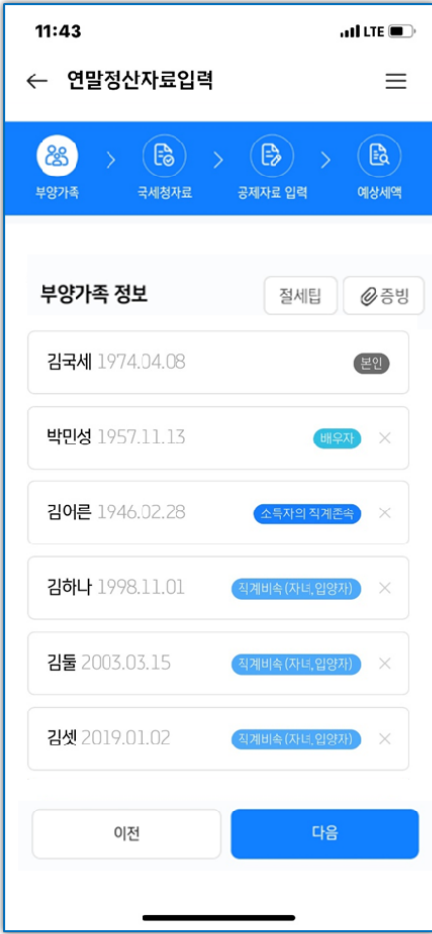 11:43 LTE
연말정산자료입력
부양가족 국세청자료 공제자료 입력 예상세액
부양가족 정보 절세팁 증빙
김국세 1974.04.08 본인
박민성 1957.11.13 배우자
김어른 1946.02.28 소득자의 직계존속
김하나 1998.11.01 직계비속(자녀,입양자)
김둘 2003.03.15 직계비속(자녀,입양자)
김셋 2019.01.02 직계비속(자녀,입양자)
이전 다음